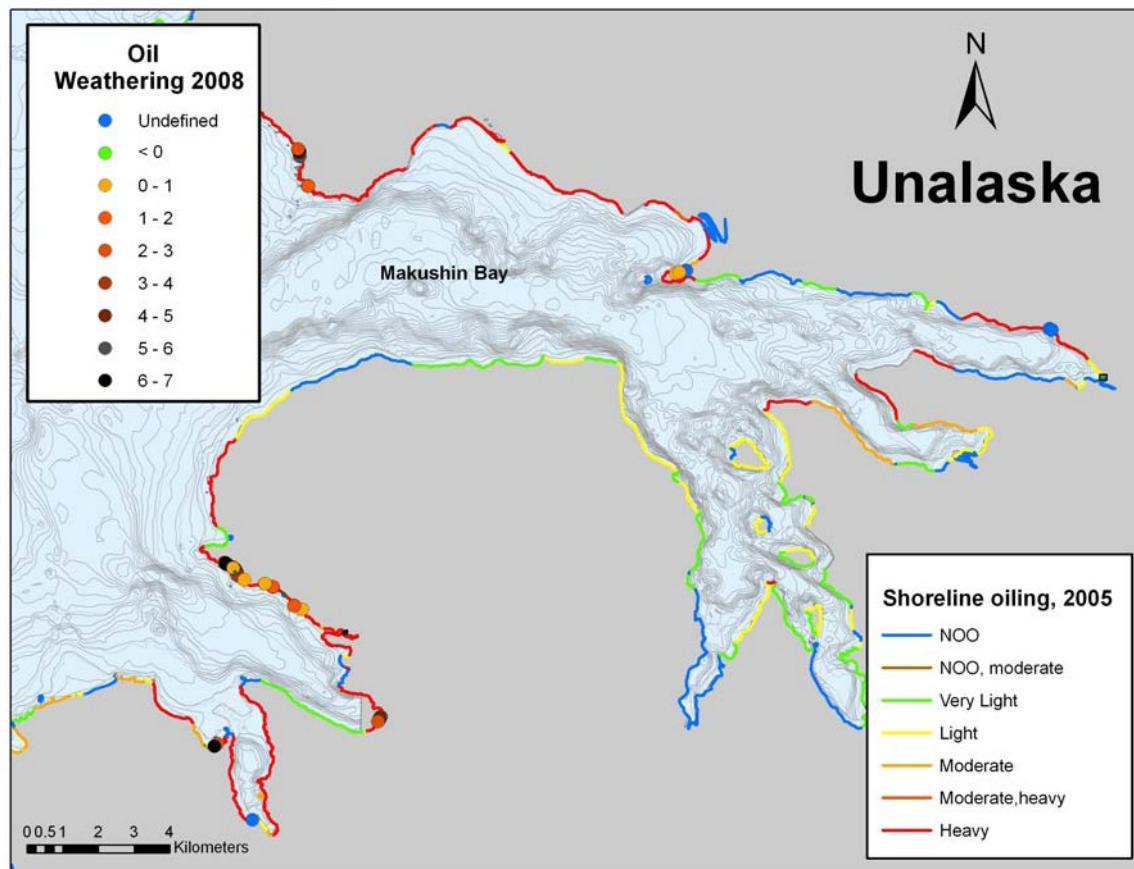 Oil
Weathering 2008
Undefined
< 0
0 - 1
1 - 2
2 - 3
3 - 4
4 - 5
5 - 6
6 - 7
N
Unalaska
Makushin Bay
Shoreline oiling, 2005
NOO
NOO, moderate
Very Light
Light
Moderate
Moderate,heavy
Heavy
0 0.5 1 2 3 4
Kilometers